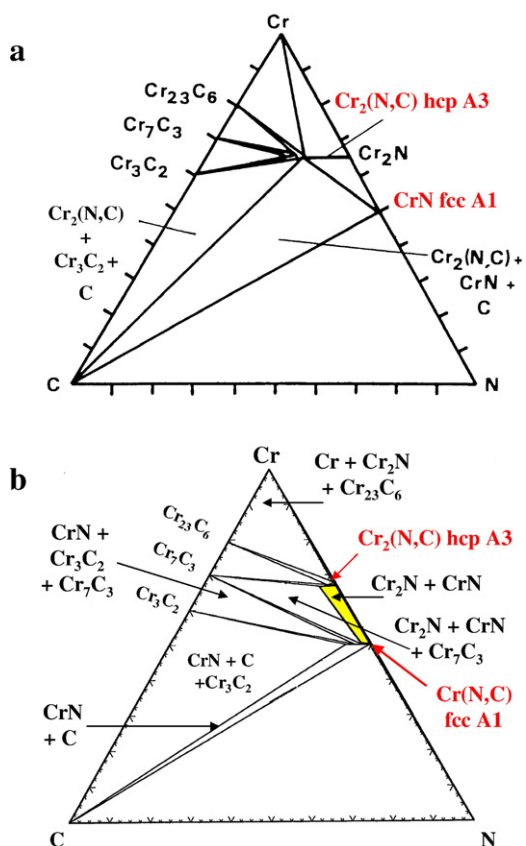 a
Cr
Cr23C6
Cr7C3
Cr3C2
Cr2(N,C) hcp A3
Cr2N
CrN fcc A1
Cr2(N,C)
+
Cr3C2 +
C
Cr2(N,C)+
CrN +
C
C
N
b
Cr
Cr + Cr2N
+ Cr23C6
CrN +
Cr3C2
+ Cr7C3
Cr23C6
Cr7C3
Cr3C2
Cr2(N,C) hcp A3
Cr2N + CrN
Cr2N + CrN
+ Cr7C3
CrN + C
+Cr3C2
Cr(N,C)
fcc A1
CrN
+ C
C
N